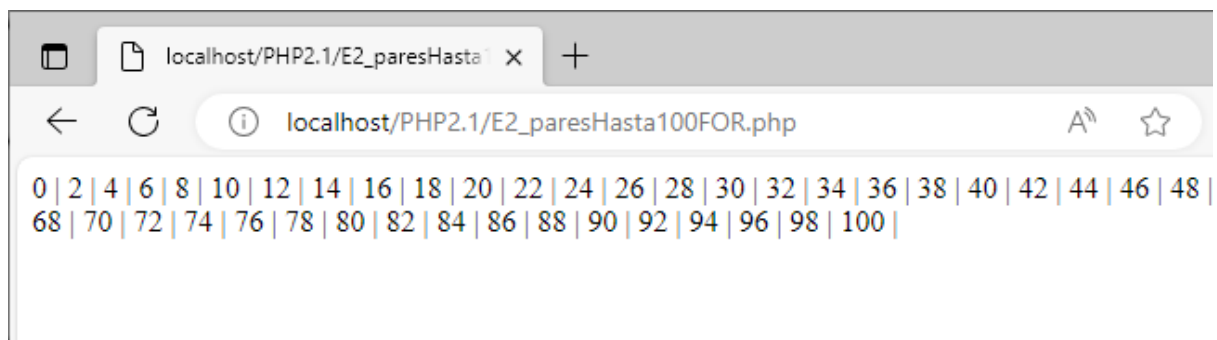 localhost/PHP2.1/E2_paresHasta1
localhost/PHP2.1/E2_paresHasta100FOR.php
0 | 2 | 4 | 6 | 8 | 10 | 12 | 14 | 16 | 18 | 20 | 22 | 24 | 26 | 28 | 30 | 32 | 34 | 36 | 38 | 40 | 42 | 44 | 46 | 48 |
68 | 70 | 72 | 74 | 76 | 78 | 80 | 82 | 84 | 86 | 88 | 90 | 92 | 94 | 96 | 98 | 100 |